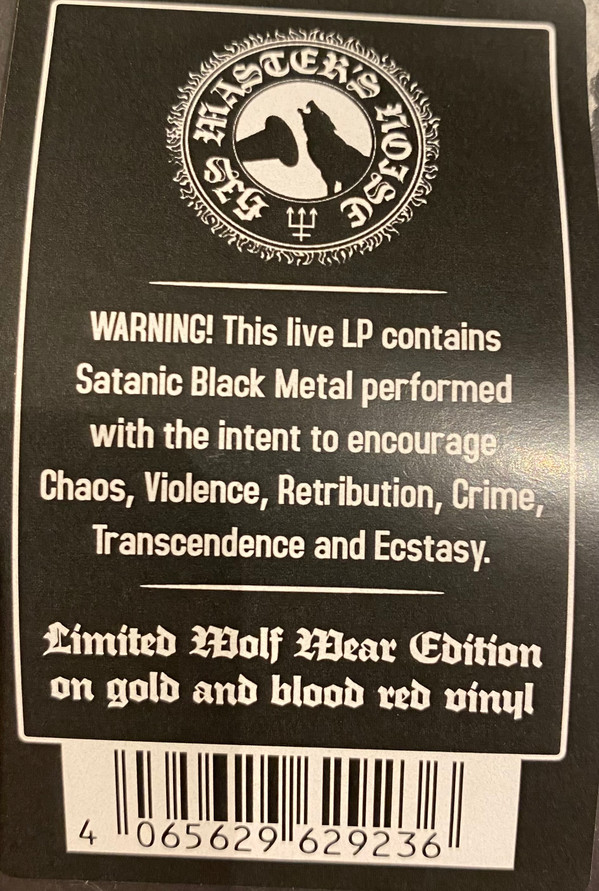 HIS MASTER'S NOISE
WARNING! This live LP contains
Satanic Black Metal performed
with the intent to encourage
Chaos, Violence, Retribution, Crime,
Transcendence and Ecstasy.
Limited Wolf Wear Edition
on gold and blood red vinyl
4 065629 629236